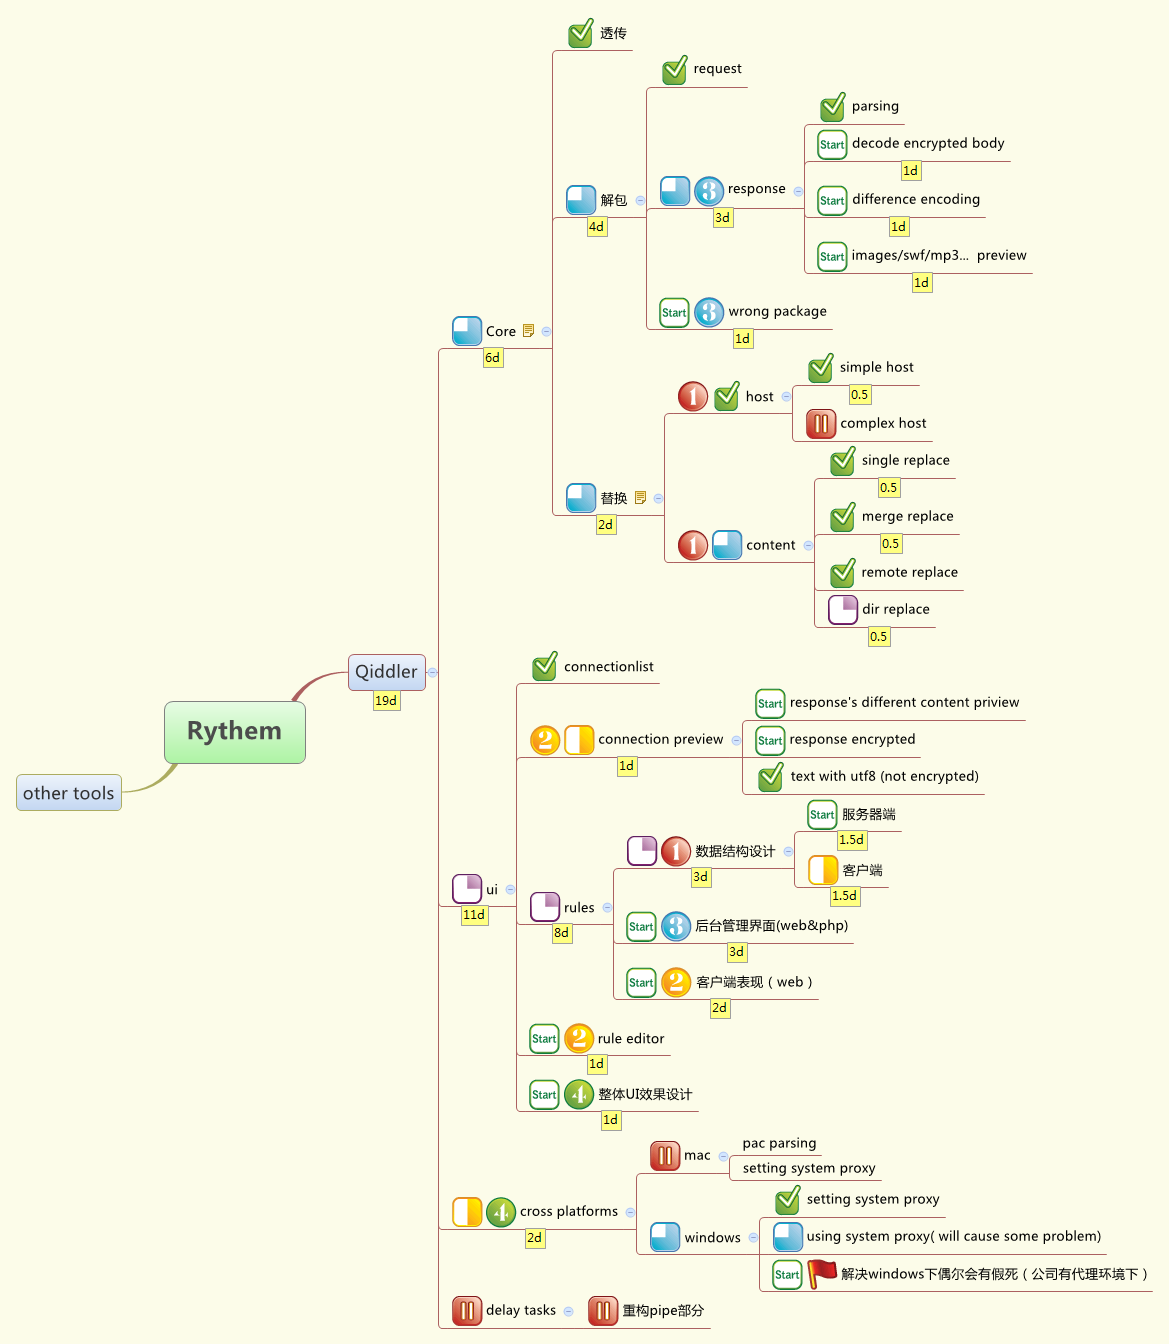 Rythem
other tools
Qiddler
19d
Core
6d
透传
解包
4d
request
response
3d
parsing
Start decode encrypted body
1d
Start difference encoding
1d
Start images/swf/mp3... preview
1d
Start 3 wrong package
1d
替换
2d
1 host
simple host
0.5
complex host
1 content
single replace
0.5
merge replace
0.5
remote replace
dir replace
0.5
ui
11d
connectionlist
2 connection preview
1d
Start response's different content priview
Start response encrypted
text with utf8 (not encrypted)
rules
8d
1 数据结构设计
3d
Start 服务器端
1.5d
客户端
1.5d
Start 3 后台管理界面(web&php)
3d
Start 2 客户端表现（web）
2d
Start 2 rule editor
1d
Start 4 整体UI效果设计
1d
4 cross platforms
2d
mac
pac parsing
setting system proxy
windows
setting system proxy
using system proxy( will cause some problem)
Start 解决windows下偶尔会有假死（公司有代理环境下）
delay tasks
重构pipe部分